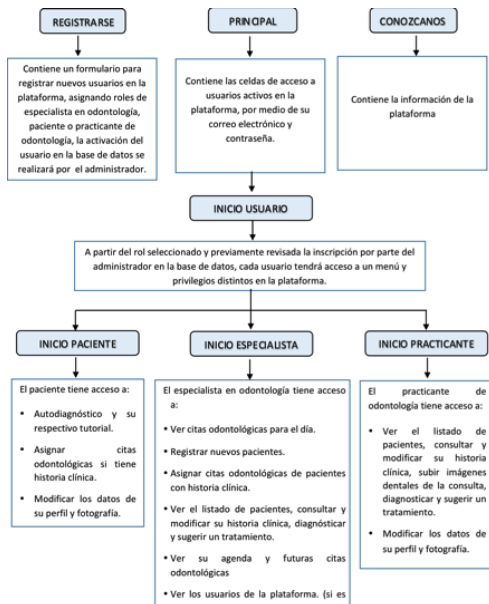 REGISTRARSE
Contiene un formulario para
registrar nuevos usuarios en la
plataforma, asignando roles de
especialista en odontología,
paciente o practicante de
odontología, la activación del
usuario en la base de datos se
realizará por el administrador.
PRINCIPAL
Contiene las celdas de acceso a
usuarios activos en la
plataforma, por medio de su
correo electrónico y
contraseña.
CONOZCANOS
Contiene la información de la
plataforma
INICIO USUARIO
A partir del rol seleccionado y previamente revisada la inscripción por parte del
administrador en la base de datos, cada usuario tendrá acceso a un menú y
privilegios distintos en la plataforma.
INICIO PACIENTE
El paciente tiene acceso a:
• Autodiagnóstico y su
respectivo tutorial.
• Asignar citas
odontológicas si tiene
historia clínica.
• Modificar los datos de
su perfil y fotografía.
INICIO ESPECIALISTA
El especialista en odontología tiene acceso
a:
• Ver citas odontológicas para el día.
• Registrar nuevos pacientes.
• Asignar citas odontológicas de pacientes
con historia clínica.
• Ver el listado de pacientes, consultar y
modificar su historia clínica, diagnósticar
y sugerir un tratamiento.
• Ver su agenda y futuras citas
odontológicas
• Ver los usuarios de la plataforma. (si es
INICIO PRACTICANTE
El practicante de
odontología tiene acceso a:
• Ver el listado de
pacientes, consultar y
modificar su historia
clínica, subir imágenes
dentales de la consulta,
diagnosticar y sugerir un
tratamiento.
• Modificar los datos de
su perfil y fotografía.